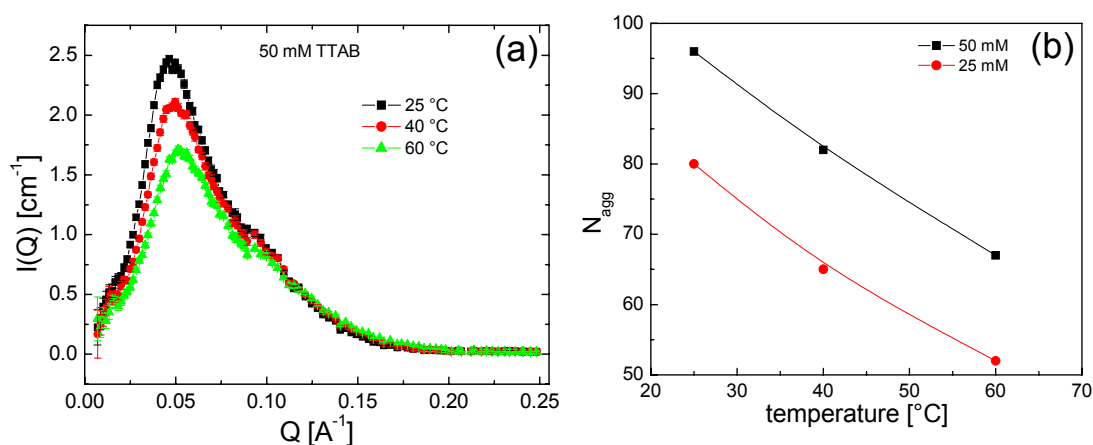 (a)
50 mM TTAB
25 °C
40 °C
60 °C
2.5
2.0
1.5
1.0
0.5
0.0
I(Q) [cm⁻¹]
0.00 0.05 0.10 0.15 0.20 0.25
Q [A⁻¹]
(b)
50 mM
25 mM
100
90
80
70
60
50
N_agg
20 30 40 50 60 70
temperature [°C]